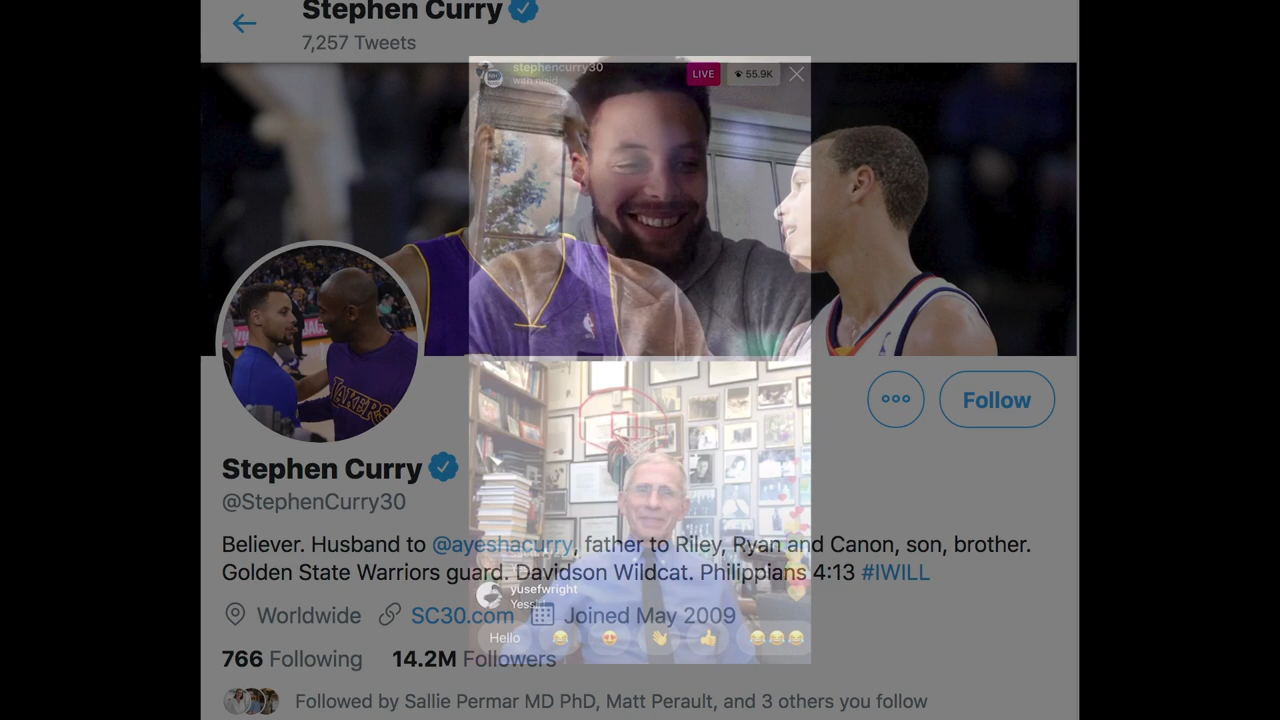 Stephen Curry
7,257 Tweets
stephencurry30
with niaid
LIVE
55.9K
LAKERS
Follow
Stephen Curry
@StephenCurry30
Believer. Husband to @ayeshacurry, father to Riley, Ryan and Canon, son, brother.
Golden State Warriors guard. Davidson Wildcat. Philippians 4:13 #IWILL
yusefwright
Worldwide SC30.com Joined May 2009
Hello
766 Following 14.2M Followers
Followed by Sallie Permar MD PhD, Matt Perault, and 3 others you follow